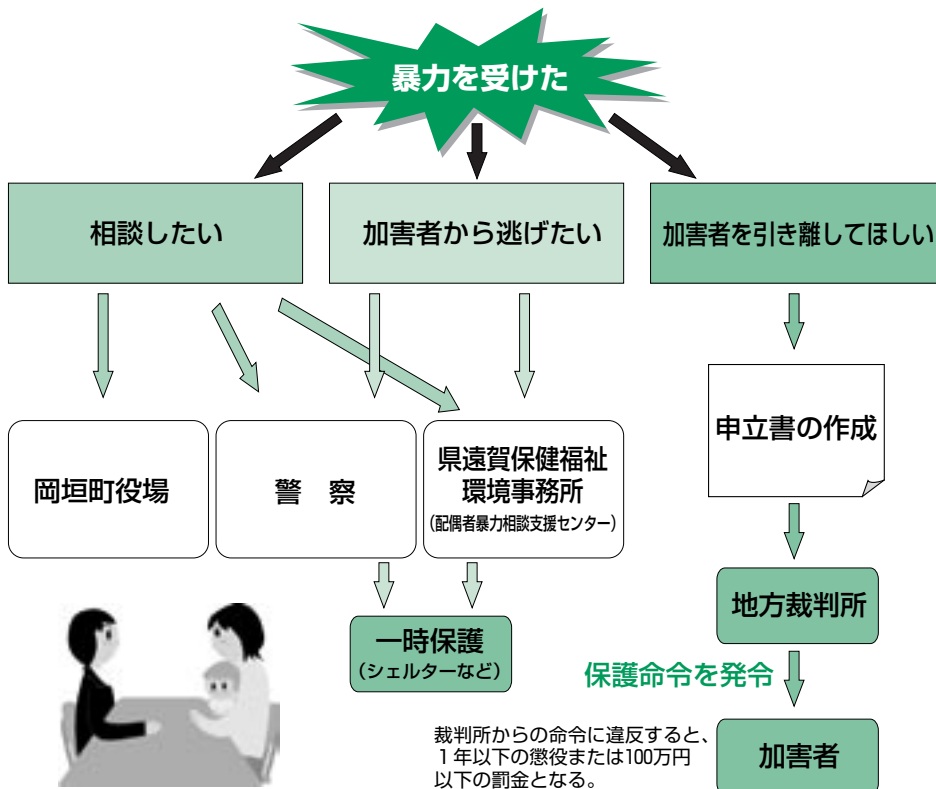 暴力を受けた
相談したい
加害者から逃げたい
加害者を引き離してほしい
岡垣町役場
警　察
県遠賀保健福祉
環境事務所
(配偶者暴力相談支援センター)
申立書の作成
一時保護
(シェルターなど)
地方裁判所
保護命令を発令
加害者
裁判所からの命令に違反すると、
１年以下の懲役または100万円
以下の罰金となる。